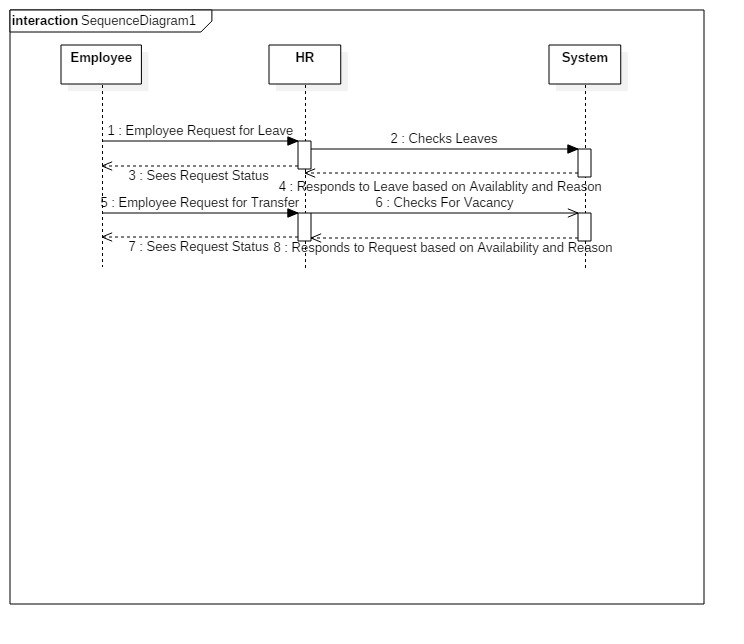 interaction SequenceDiagram1
Employee
HR
System
1 : Employee Request for Leave
2 : Checks Leaves
3 : Sees Request Status
4 : Responds to Leave based on Availablity and Reason
5 : Employee Request for Transfer
6 : Checks For Vacancy
7 : Sees Request Status
8 : Responds to Request based on Availability and Reason